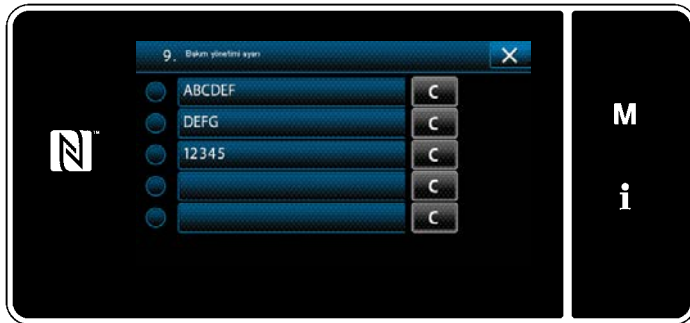 9. Bakım yönetimi ayarı
ABCDEF C
DEFG C
12345 C
C
C
M
i
N